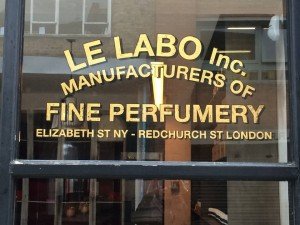 LE LABO Inc.
MANUFACTURERS OF
FINE PERFUMERY
ELIZABETH ST NY - REDCHURCH ST LONDON